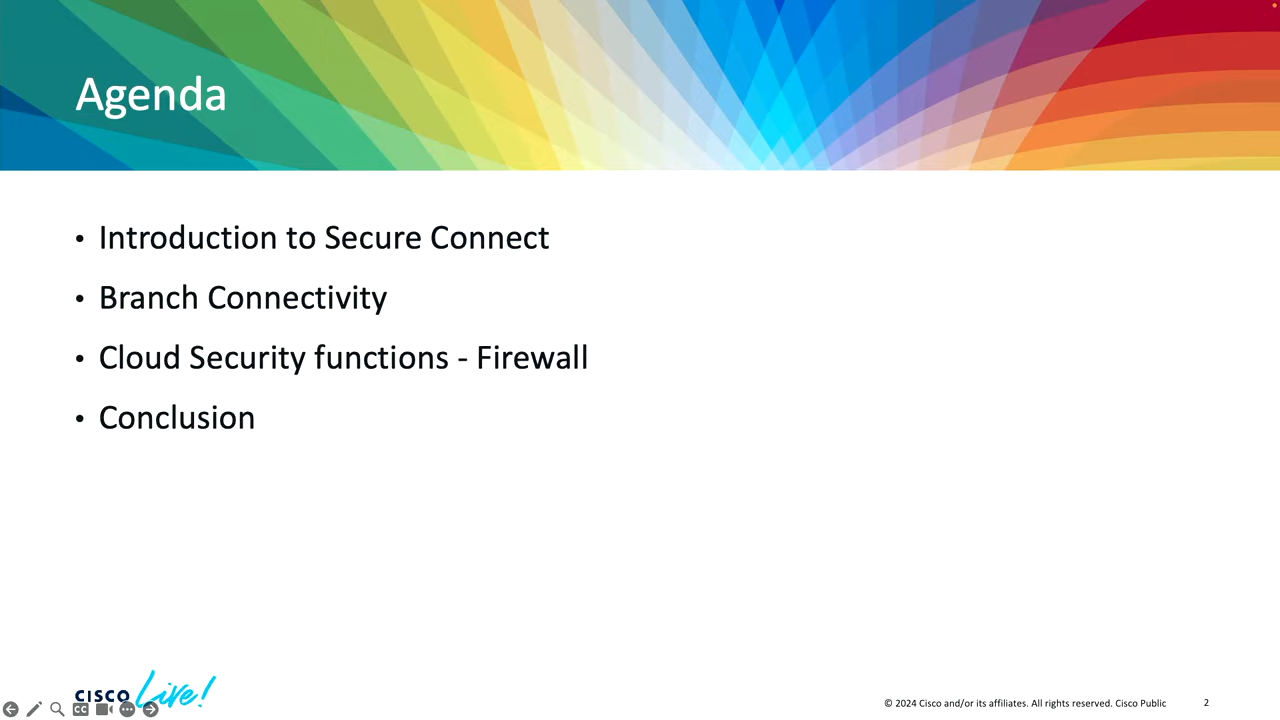 Agenda
• Introduction to Secure Connect
• Branch Connectivity
• Cloud Security functions - Firewall
• Conclusion
CISCO Live!
CC
© 2024 Cisco and/or its affiliates. All rights reserved. Cisco Public
2